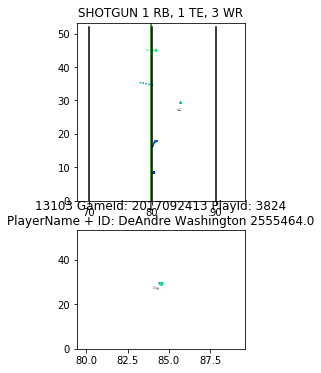 SHOTGUN 1 RB, 1 TE, 3 WR
50
40
30
20
10
0
70 80 90
13103 GameId: 2017092413 PlayId: 3824
PlayerName + ID: DeAndre Washington 2555464.0
40
20
0
80.0 82.5 85.0 87.5